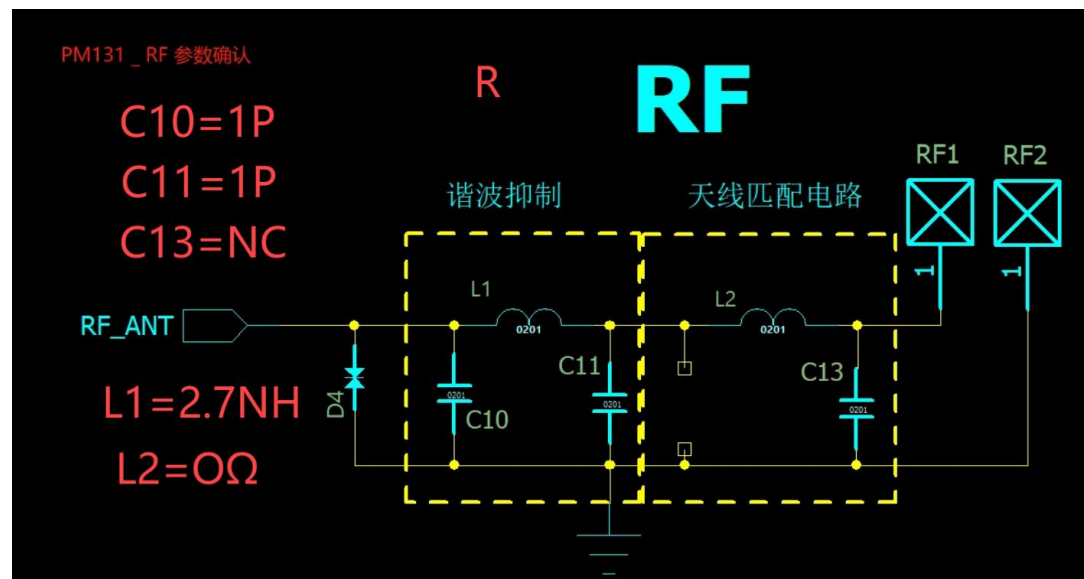 PM131 _ RF 参数确认
R
RF
C10=1P
C11=1P
C13=NC
谐波抑制
天线匹配电路
RF1
RF2
1
1
L1
0201
L2
0201
RF_ANT
C11
C13
D4
0201
C10
0201
0201
L1=2.7NH
L2=OΩ